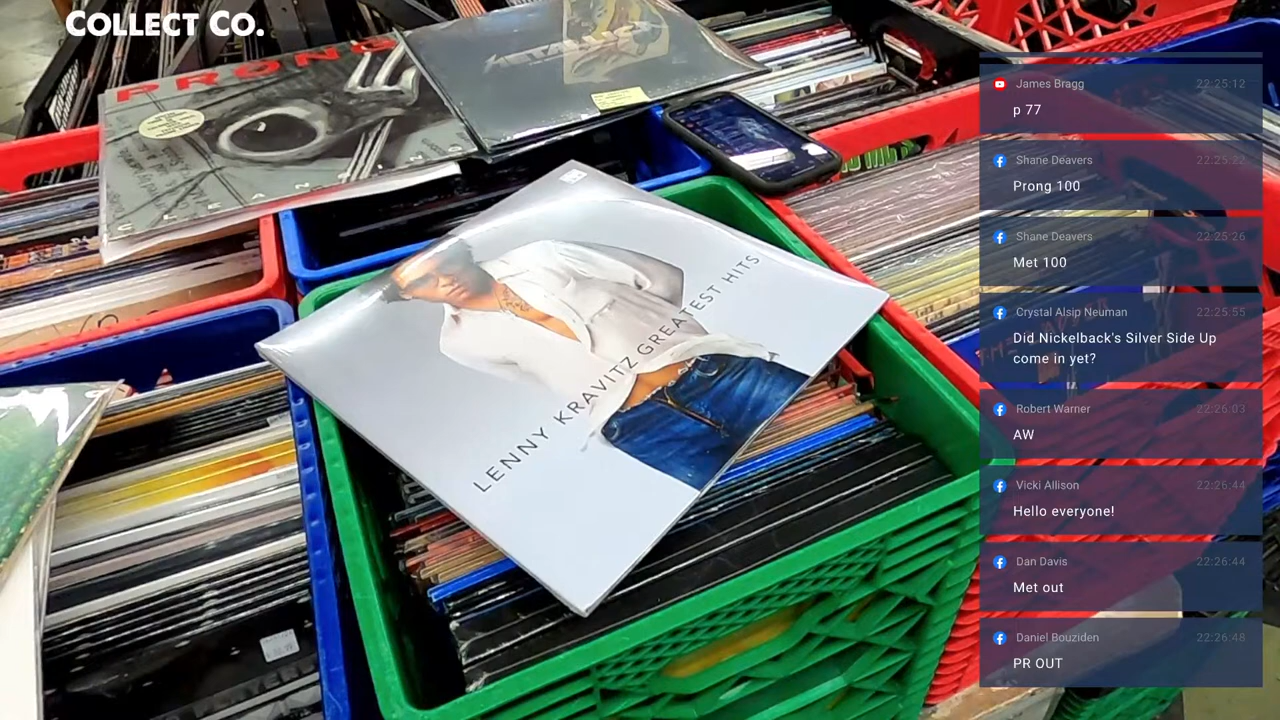 COLLECT CO.
PRONG
LENNY KRAVITZ GREATEST HITS
James Bragg 22:25:12
p 77
Shane Deavers 22:25:22
Prong 100
Shane Deavers 22:25:26
Met 100
Crystal Alsip Neuman 22:25:55
Did Nickelback's Silver Side Up
come in yet?
Robert Warner 22:26:03
AW
Vicki Allison 22:26:44
Hello everyone!
Dan Davis 22:26:44
Met out
Daniel Bouziden 22:26:48
PR OUT